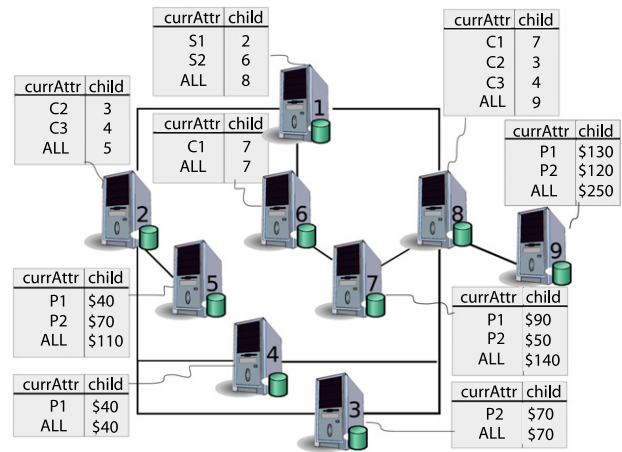 currAttr child
S1 2
S2 6
ALL 8
currAttr child
C1 7
C2 3
C3 4
ALL 9
currAttr child
C2 3
C3 4
ALL 5
currAttr child
C1 7
ALL 7
currAttr child
P1 $130
P2 $120
ALL $250
1
2
6
8
9
5
7
currAttr child
P1 $40
P2 $70
ALL $110
currAttr child
P1 $90
P2 $50
ALL $140
4
3
currAttr child
P1 $40
ALL $40
currAttr child
P2 $70
ALL $70